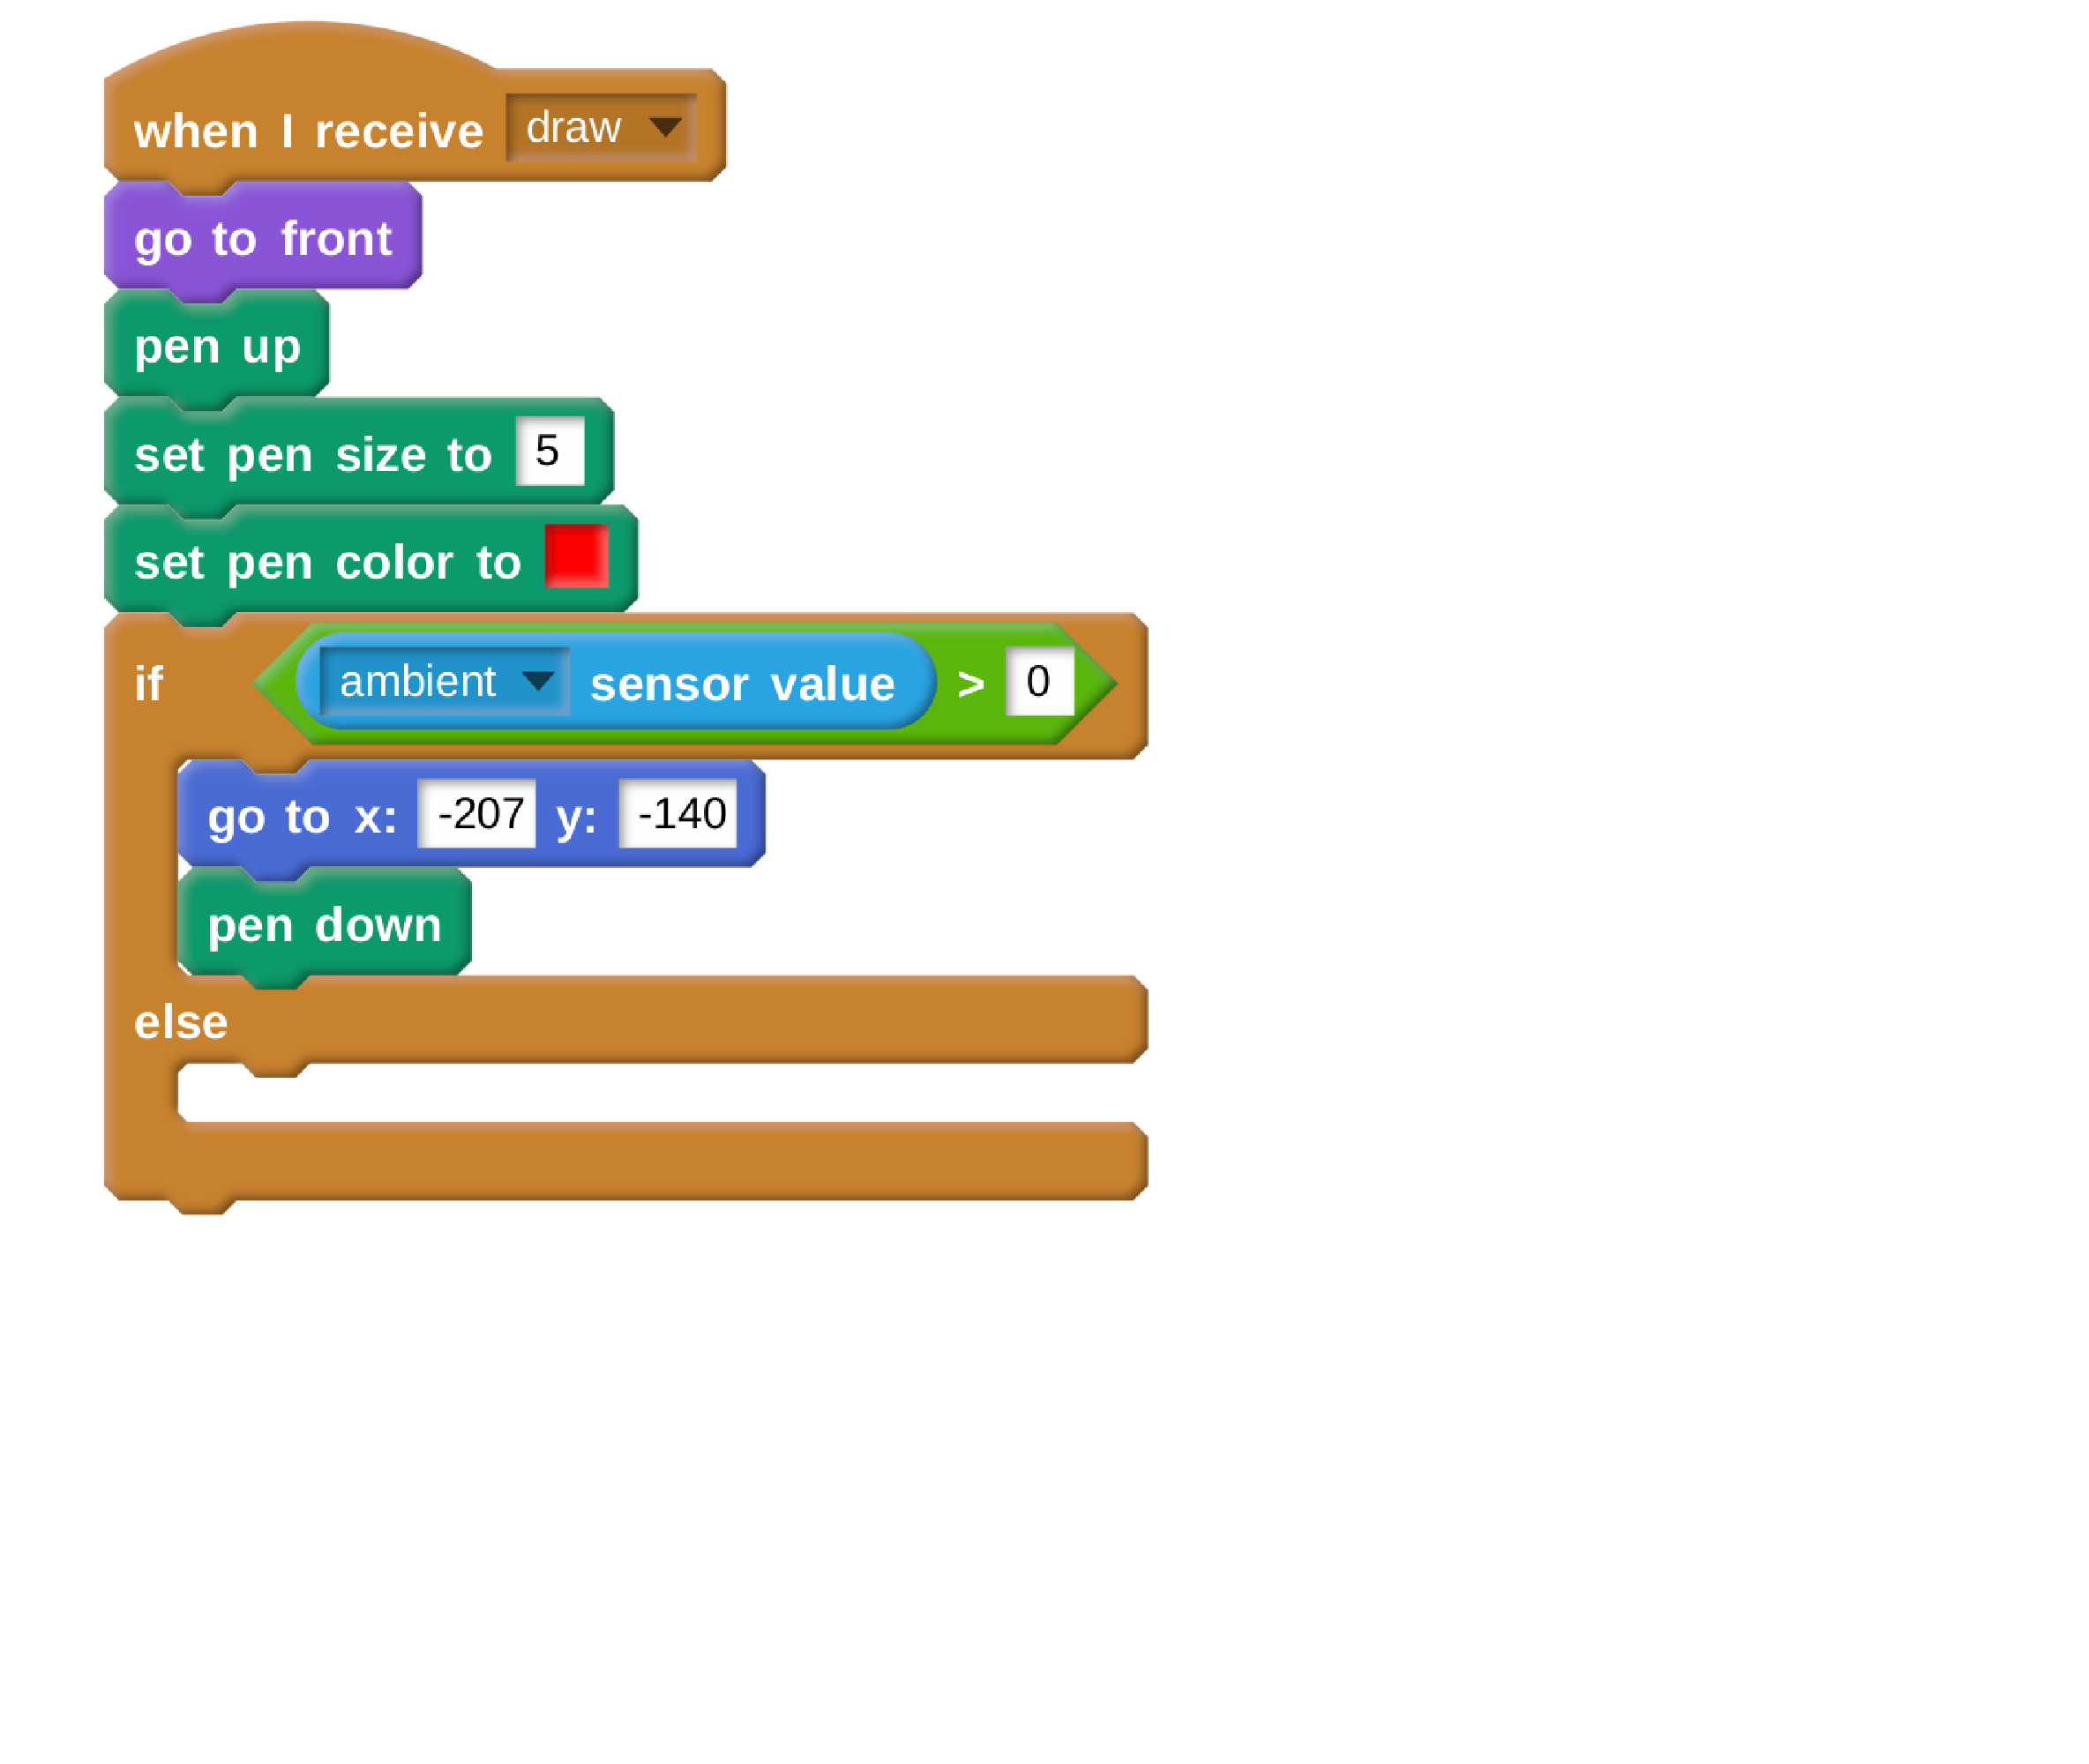 when I receive draw
go to front
pen up
set pen size to 5
set pen color to
if ambient sensor value > 0
go to x: -207 y: -140
pen down
else